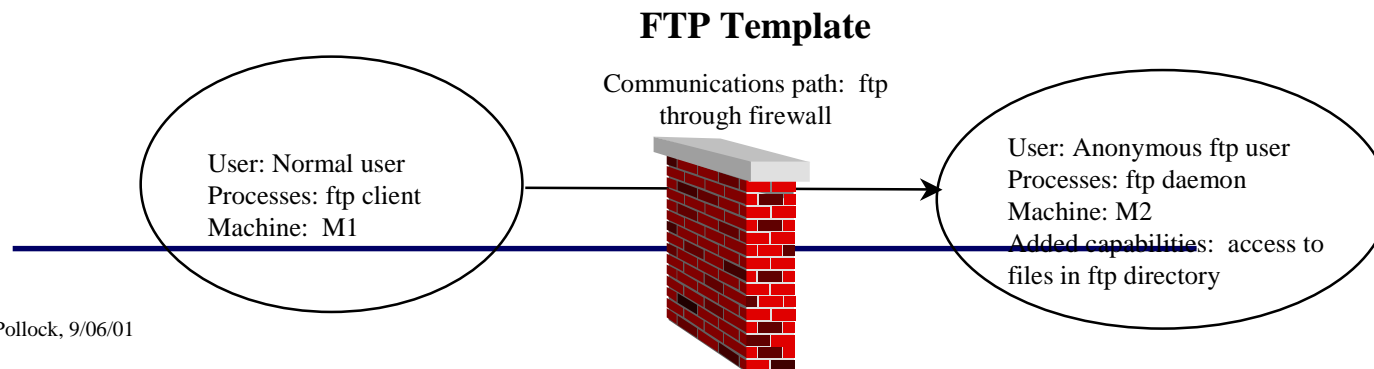 FTP Template
Communications path:  ftp
through firewall
User: Normal user
Processes: ftp client
Machine:  M1
User: Anonymous ftp user
Processes: ftp daemon
Machine: M2
Added capabilities:  access to
files in ftp directory
Pollock, 9/06/01